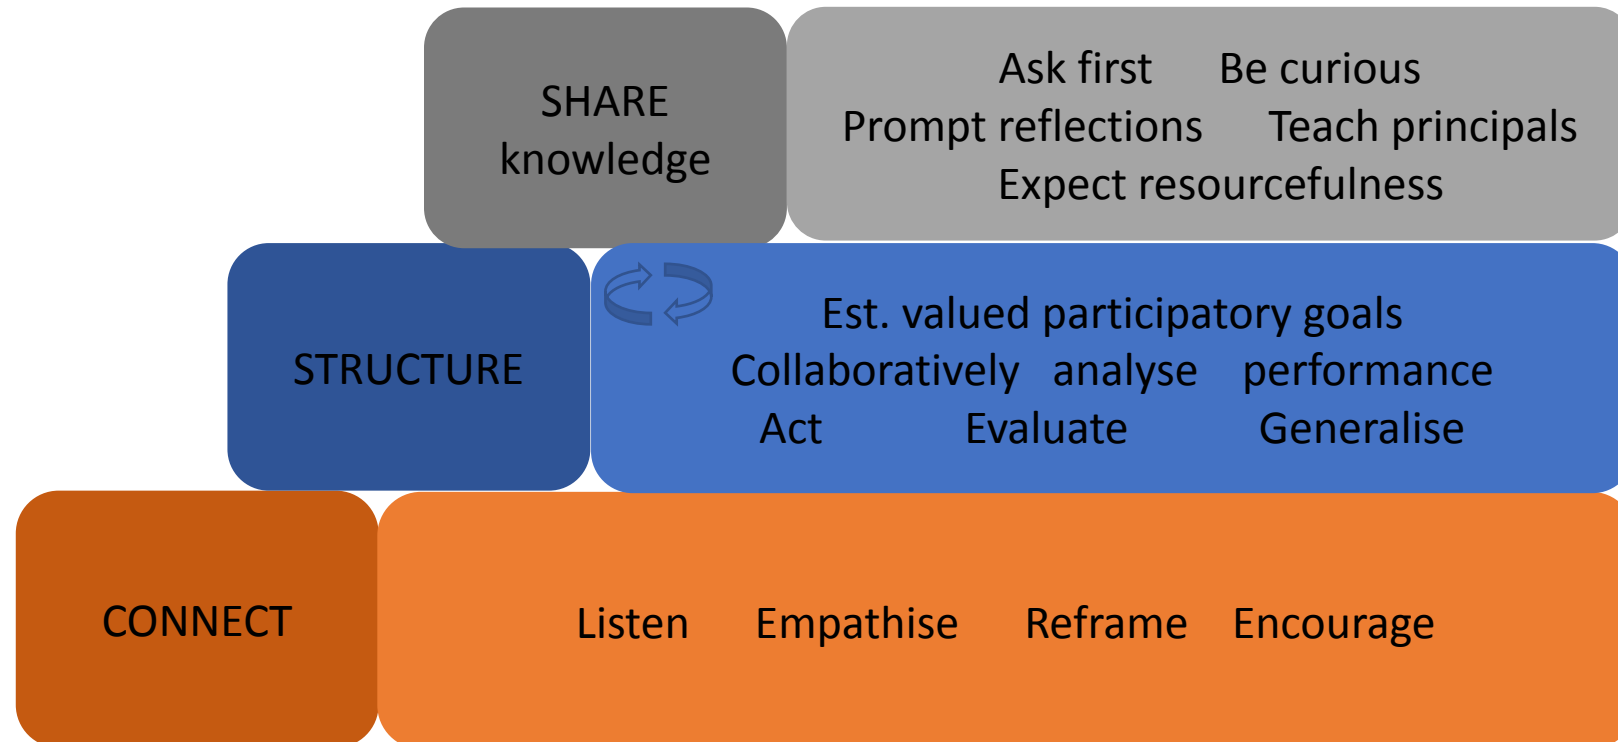 SHARE
knowledge
Ask first Be curious
Prompt reflections Teach principals
Expect resourcefulness
STRUCTURE
Est. valued participatory goals
Collaboratively analyse performance
Act Evaluate Generalise
CONNECT
Listen Empathise Reframe Encourage